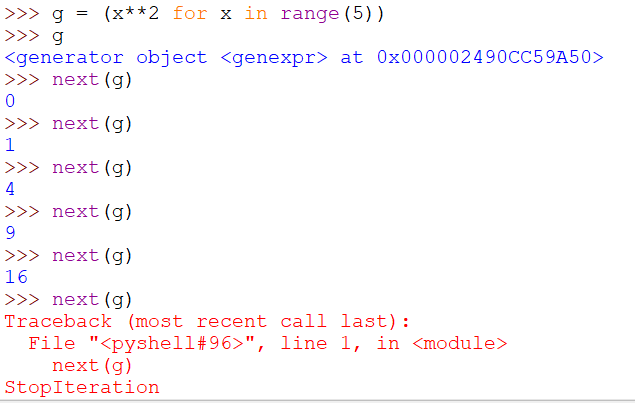 >>> g = (x**2 for x in range(5))
>>> g
<generator object <genexpr> at 0x000002490CC59A50>
>>> next(g)
0
>>> next(g)
1
>>> next(g)
4
>>> next(g)
9
>>> next(g)
16
>>> next(g)
Traceback (most recent call last):
  File "<pyshell#96>", line 1, in <module>
    next(g)
StopIteration